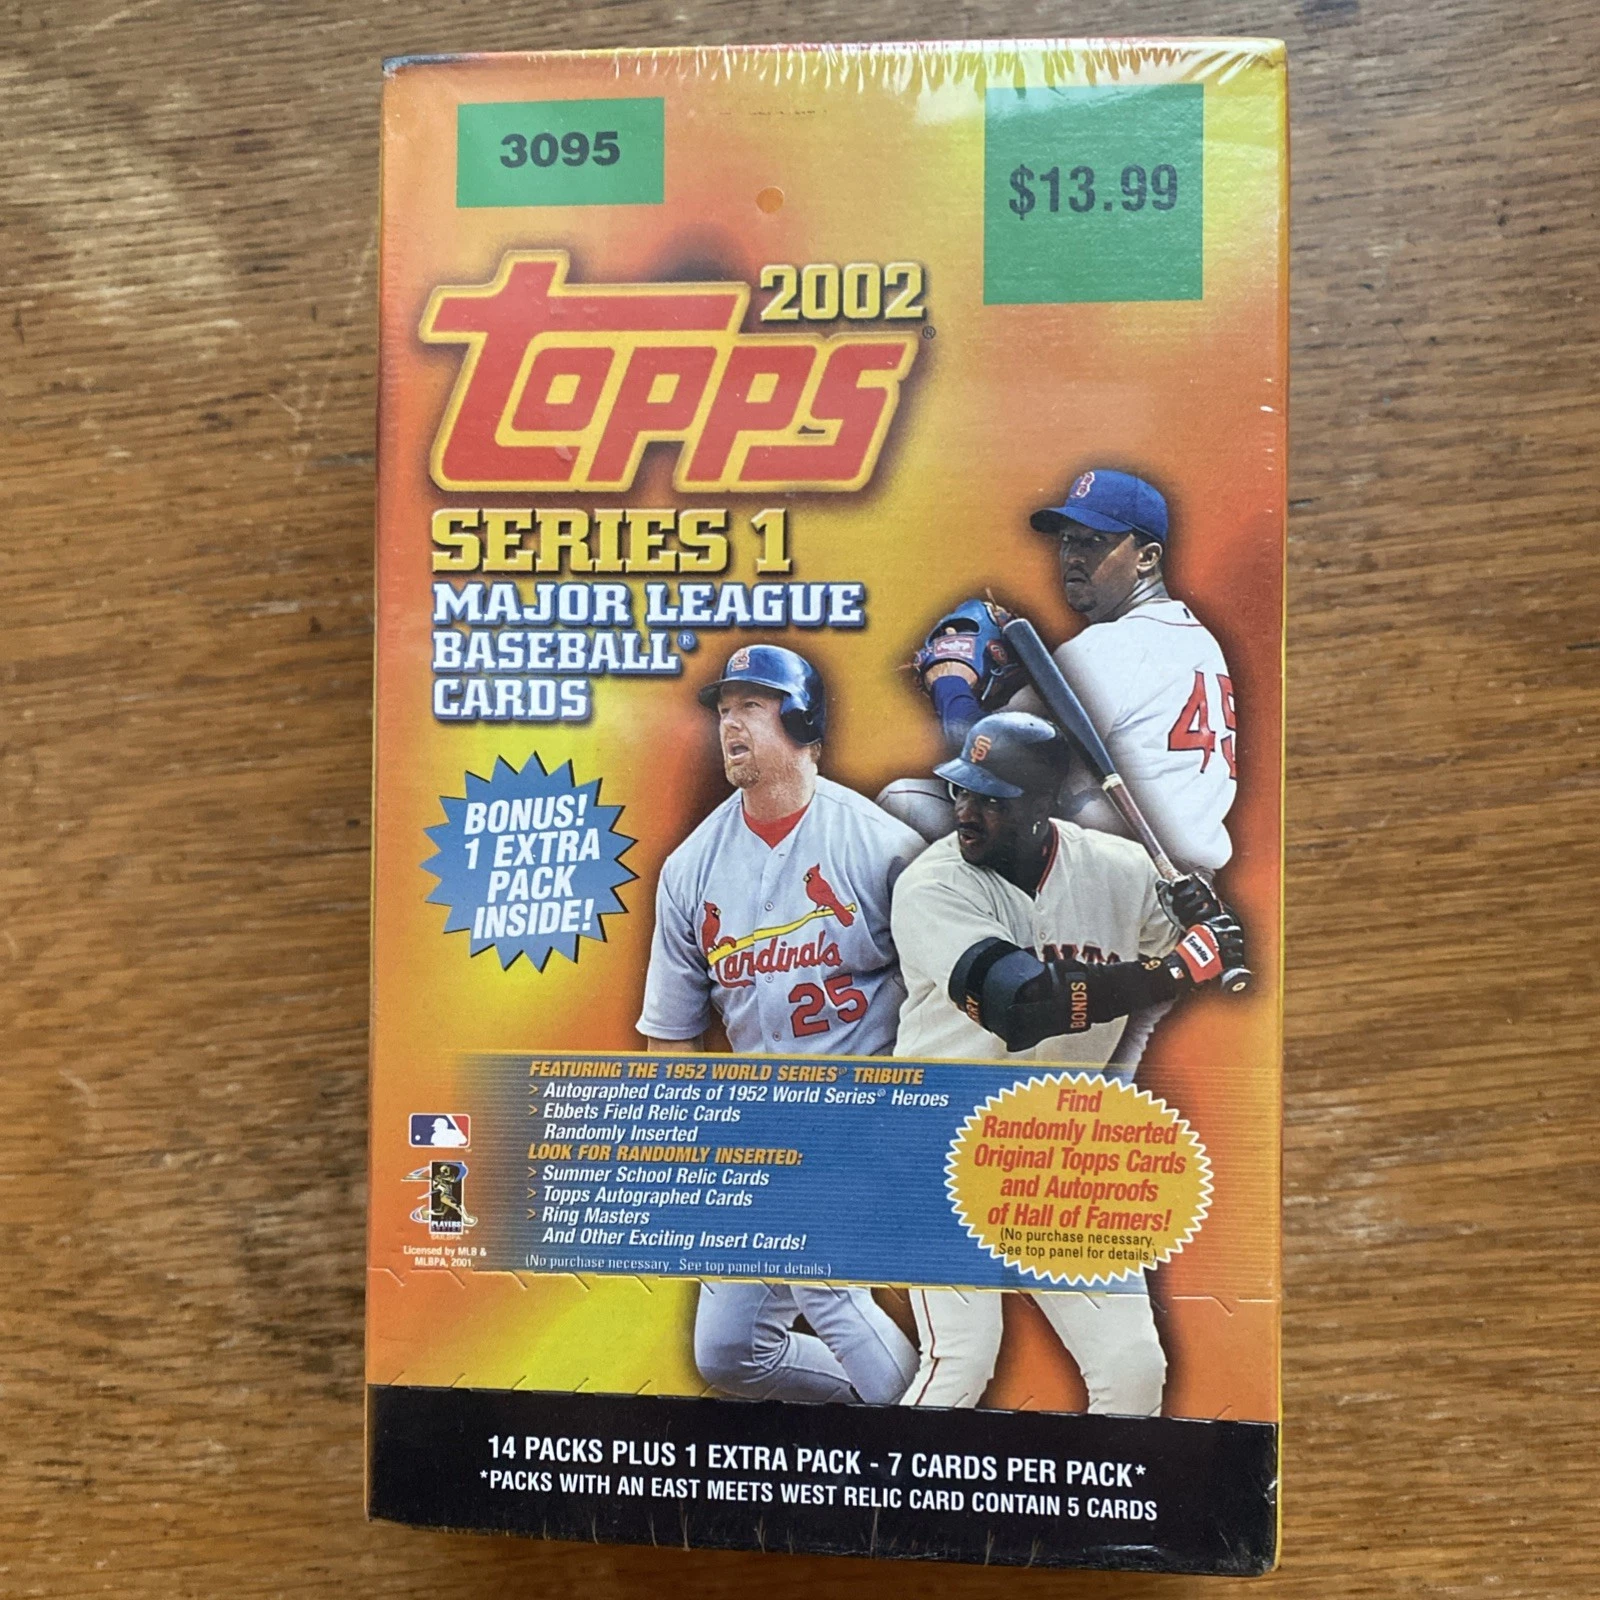 3095
$13.99
2002
topps®
SERIES 1
MAJOR LEAGUE
BASEBALL®
CARDS
BONUS!
1 EXTRA
PACK
INSIDE!
B
45
Cardinals
25
SF
BONDS
Franklin
FEATURING THE 1952 WORLD SERIES® TRIBUTE
> Autographed Cards of 1952 World Series® Heroes
> Ebbets Field Relic Cards
Randomly Inserted
LOOK FOR RANDOMLY INSERTED:
> Summer School Relic Cards
> Topps Autographed Cards
> Ring Masters
And Other Exciting Insert Cards!
(No purchase necessary. See top panel for details.)
Find
Randomly Inserted
Original Topps Cards
and Autoproofs
of Hall of Famers!
(No purchase necessary.
See top panel for details.)
PLAYERS
Licensed by MLB &
MLBPA, 2001.
14 PACKS PLUS 1 EXTRA PACK - 7 CARDS PER PACK*
*PACKS WITH AN EAST MEETS WEST RELIC CARD CONTAIN 5 CARDS